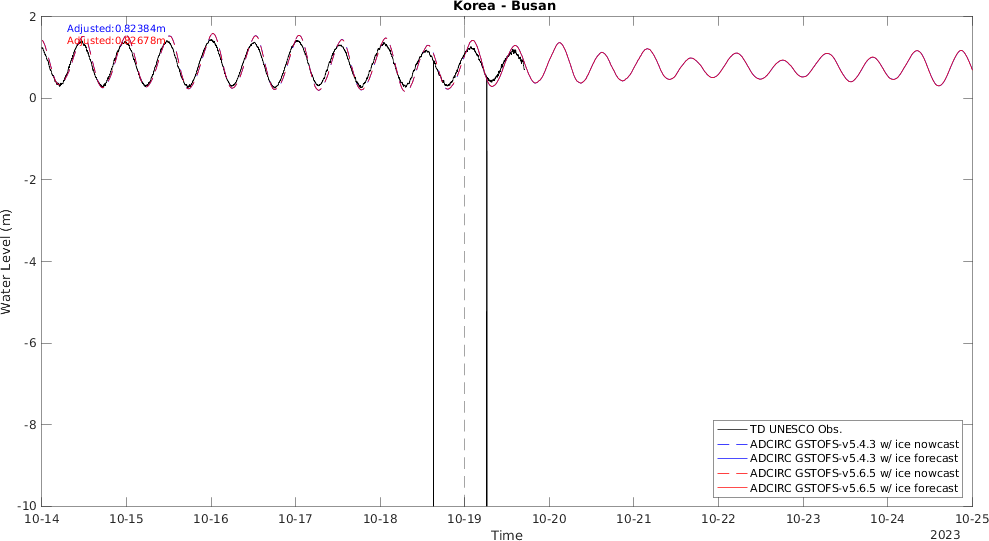 Korea - Busan
Adjusted:0.82384m
Adjusted:0.82678m
Water Level (m)
2
0
-2
-4
-6
-8
-10
TD UNESCO Obs.
ADCIRC GSTOFS-v5.4.3 w/ ice nowcast
ADCIRC GSTOFS-v5.4.3 w/ ice forecast
ADCIRC GSTOFS-v5.6.5 w/ ice nowcast
ADCIRC GSTOFS-v5.6.5 w/ ice forecast
10-14 10-15 10-16 10-17 10-18 10-19 10-20 10-21 10-22 10-23 10-24 10-25
Time
2023